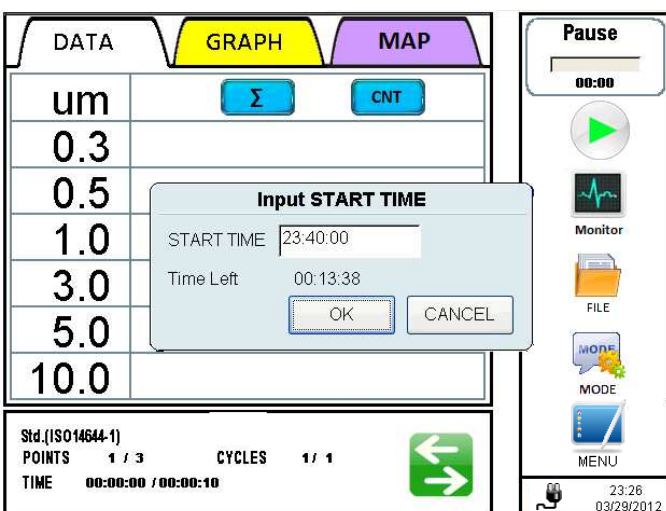 DATA
GRAPH
MAP
um
Σ
CNT
0.3
0.5
1.0
3.0
5.0
10.0
Input START TIME
START TIME 23:40:00
Time Left 00:13:38
OK CANCEL
Std.(ISO14644-1)
POINTS 1 / 3 CYCLES 1/ 1
TIME 00:00:00 / 00:00:10
Pause
00:00
Monitor
FILE
MODE
MODE
MENU
23:26
03/29/2012